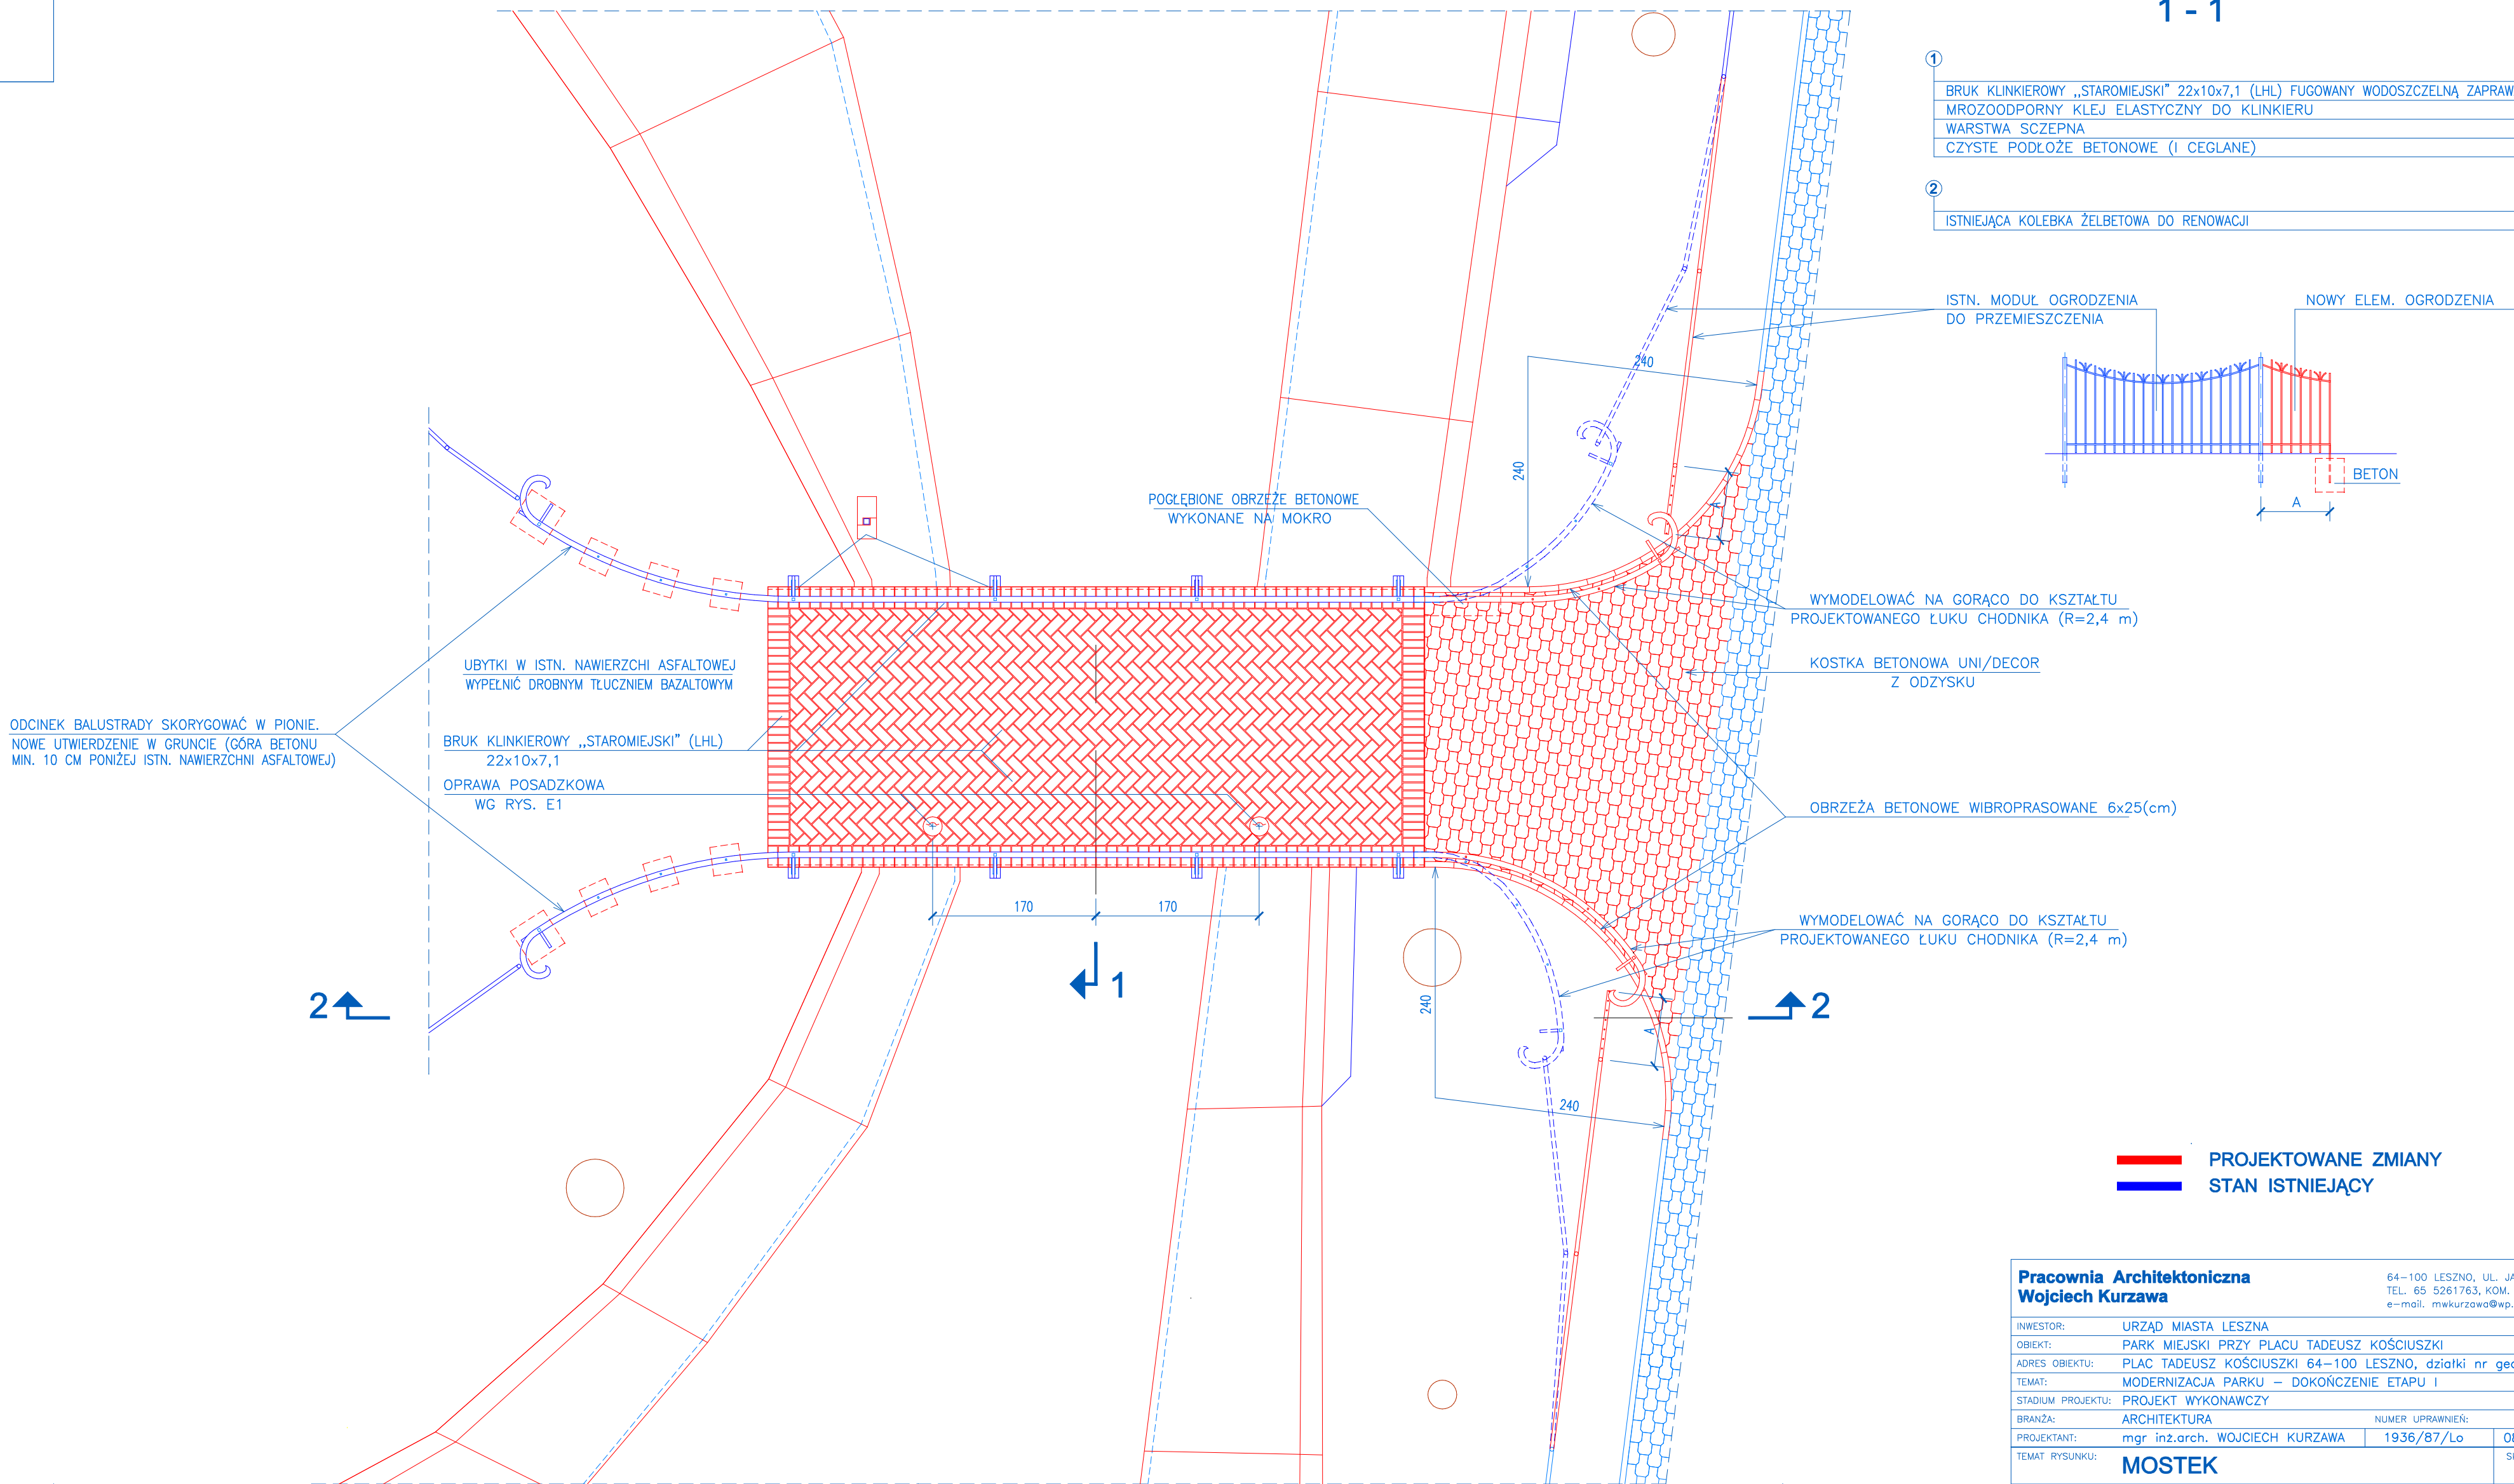 1 - 1
1
BRUK KLINKIEROWY ,,STAROMIEJSKI" 22x10x7,1 (LHL) FUGOWANY WODOSZCZELNĄ ZAPRAW
MROZOODPORNY KLEJ ELASTYCZNY DO KLINKIERU
WARSTWA SCZEPNA
CZYSTE PODŁOŻE BETONOWE (I CEGLANE)
2
ISTNIEJĄCA KOLEBKA ŻELBETOWA DO RENOWACJI
ISTN. MODUŁ OGRODZENIA
DO PRZEMIESZCZENIA
NOWY ELEM. OGRODZENIA
BETON
A
240
240
A
POGŁĘBIONE OBRZEŻE BETONOWE
WYKONANE NA MOKRO
WYMODELOWAĆ NA GORĄCO DO KSZTAŁTU
PROJEKTOWANEGO ŁUKU CHODNIKA (R=2,4 m)
KOSTKA BETONOWA UNI/DECOR
Z ODZYSKU
UBYTKI W ISTN. NAWIERZCHI ASFALTOWEJ
WYPEŁNIĆ DROBNYM TŁUCZNIEM BAZALTOWYM
ODCINEK BALUSTRADY SKORYGOWAĆ W PIONIE.
NOWE UTWIERDZENIE W GRUNCIE (GÓRA BETONU
MIN. 10 CM PONIŻEJ ISTN. NAWIERZCHNI ASFALTOWEJ)
BRUK KLINKIEROWY ,,STAROMIEJSKI" (LHL)
22x10x7,1
OPRAWA POSADZKOWA
WG RYS. E1
OBRZEŻA BETONOWE WIBROPRASOWANE 6x25(cm)
170
170
WYMODELOWAĆ NA GORĄCO DO KSZTAŁTU
PROJEKTOWANEGO ŁUKU CHODNIKA (R=2,4 m)
1
2
2
240
A
240
PROJEKTOWANE ZMIANY
STAN ISTNIEJĄCY
Pracownia Architektoniczna
Wojciech Kurzawa
64-100 LESZNO, UL. JA
TEL. 65 5261763, KOM.
e-mail. mwkurzawa@wp.
INWESTOR: URZĄD MIASTA LESZNA
OBIEKT: PARK MIEJSKI PRZY PLACU TADEUSZ KOŚCIUSZKI
ADRES OBIEKTU: PLAC TADEUSZ KOŚCIUSZKI 64-100 LESZNO, działki nr geo
TEMAT: MODERNIZACJA PARKU - DOKOŃCZENIE ETAPU I
STADIUM PROJEKTU: PROJEKT WYKONAWCZY
BRANŻA: ARCHITEKTURA NUMER UPRAWNIEŃ:
PROJEKTANT: mgr inż.arch. WOJCIECH KURZAWA 1936/87/Lo 08
TEMAT RYSUNKU: MOSTEK